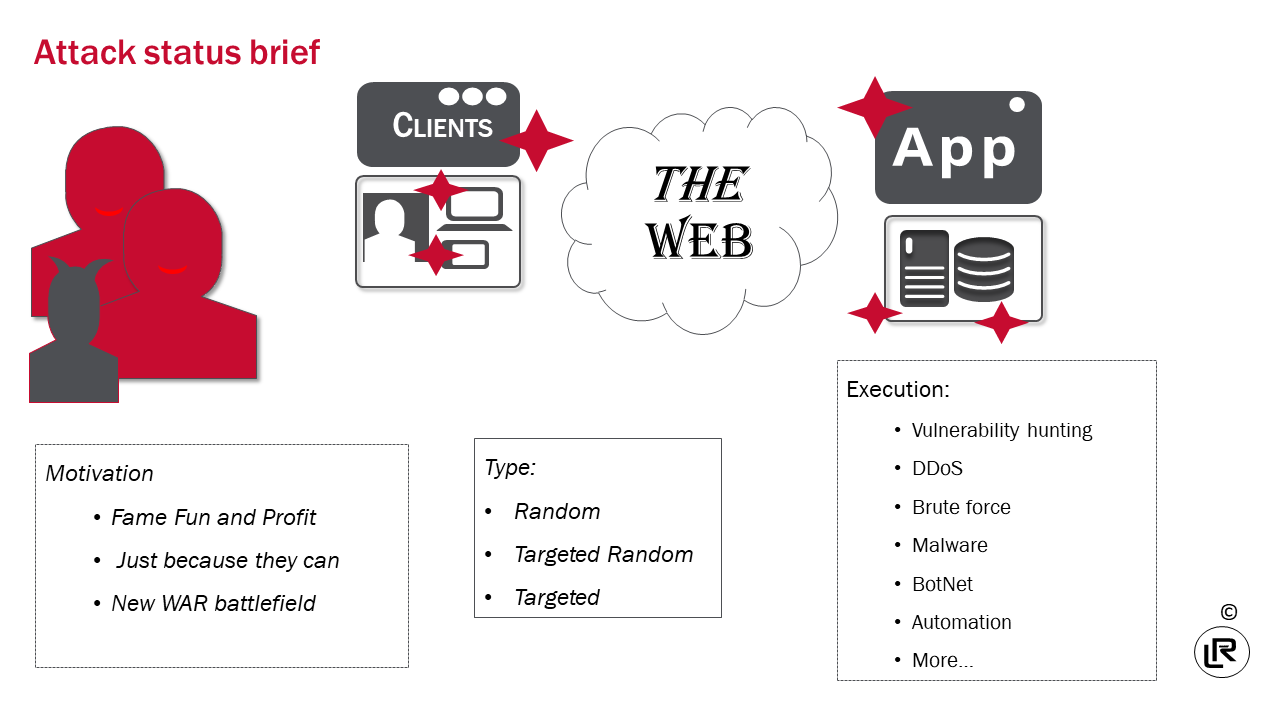 Attack status brief
CLIENTS
THE
WEB
App
Motivation
• Fame Fun and Profit
• Just because they can
• New WAR battlefield
Type:
• Random
• Targeted Random
• Targeted
Execution:
• Vulnerability hunting
• DDoS
• Brute force
• Malware
• BotNet
• Automation
• More...
©
LR